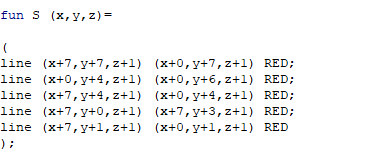 fun S (x,y,z)=
(
line (x+7,y+7,z+1) (x+0,y+7,z+1) RED;
line (x+0,y+4,z+1) (x+0,y+6,z+1) RED;
line (x+7,y+4,z+1) (x+0,y+4,z+1) RED;
line (x+7,y+0,z+1) (x+7,y+3,z+1) RED;
line (x+7,y+1,z+1) (x+0,y+1,z+1) RED
);